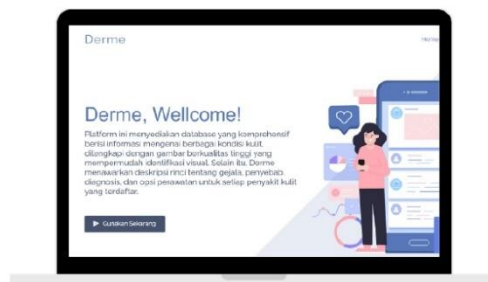 Derme
Home
Derme, Wellcome!
Platform ini menyediakan database yang komprehensif
berisi informasi mengenai berbagai kondisi kulit,
dilengkapi dengan gambar berkualitas tinggi yang
mempermudah identifikasi visual. Selain itu, Derme
menawarkan deskripsi rinci tentang gejala, penyebab,
diagnosis, dan opsi perawatan untuk setiap penyakit kulit
yang terdaftar.
Gunakan Sekarang